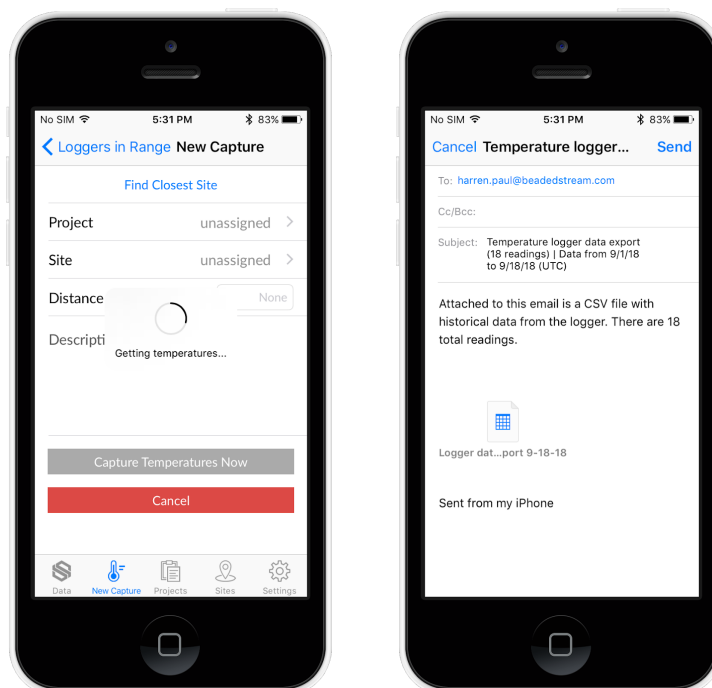 No SIM 5:31 PM 83%
Loggers in Range New Capture
Find Closest Site
Project unassigned
Site unassigned
Distance None
Descripti
Getting temperatures...
Capture Temperatures Now
Cancel
Data New Capture Projects Sites Settings
No SIM 5:31 PM 83%
Cancel Temperature logger... Send
To: harren.paul@beadedstream.com
Cc/Bcc:
Subject: Temperature logger data export
(18 readings) | Data from 9/1/18
to 9/18/18 (UTC)
Attached to this email is a CSV file with
historical data from the logger. There are 18
total readings.
Logger dat...port 9-18-18
Sent from my iPhone